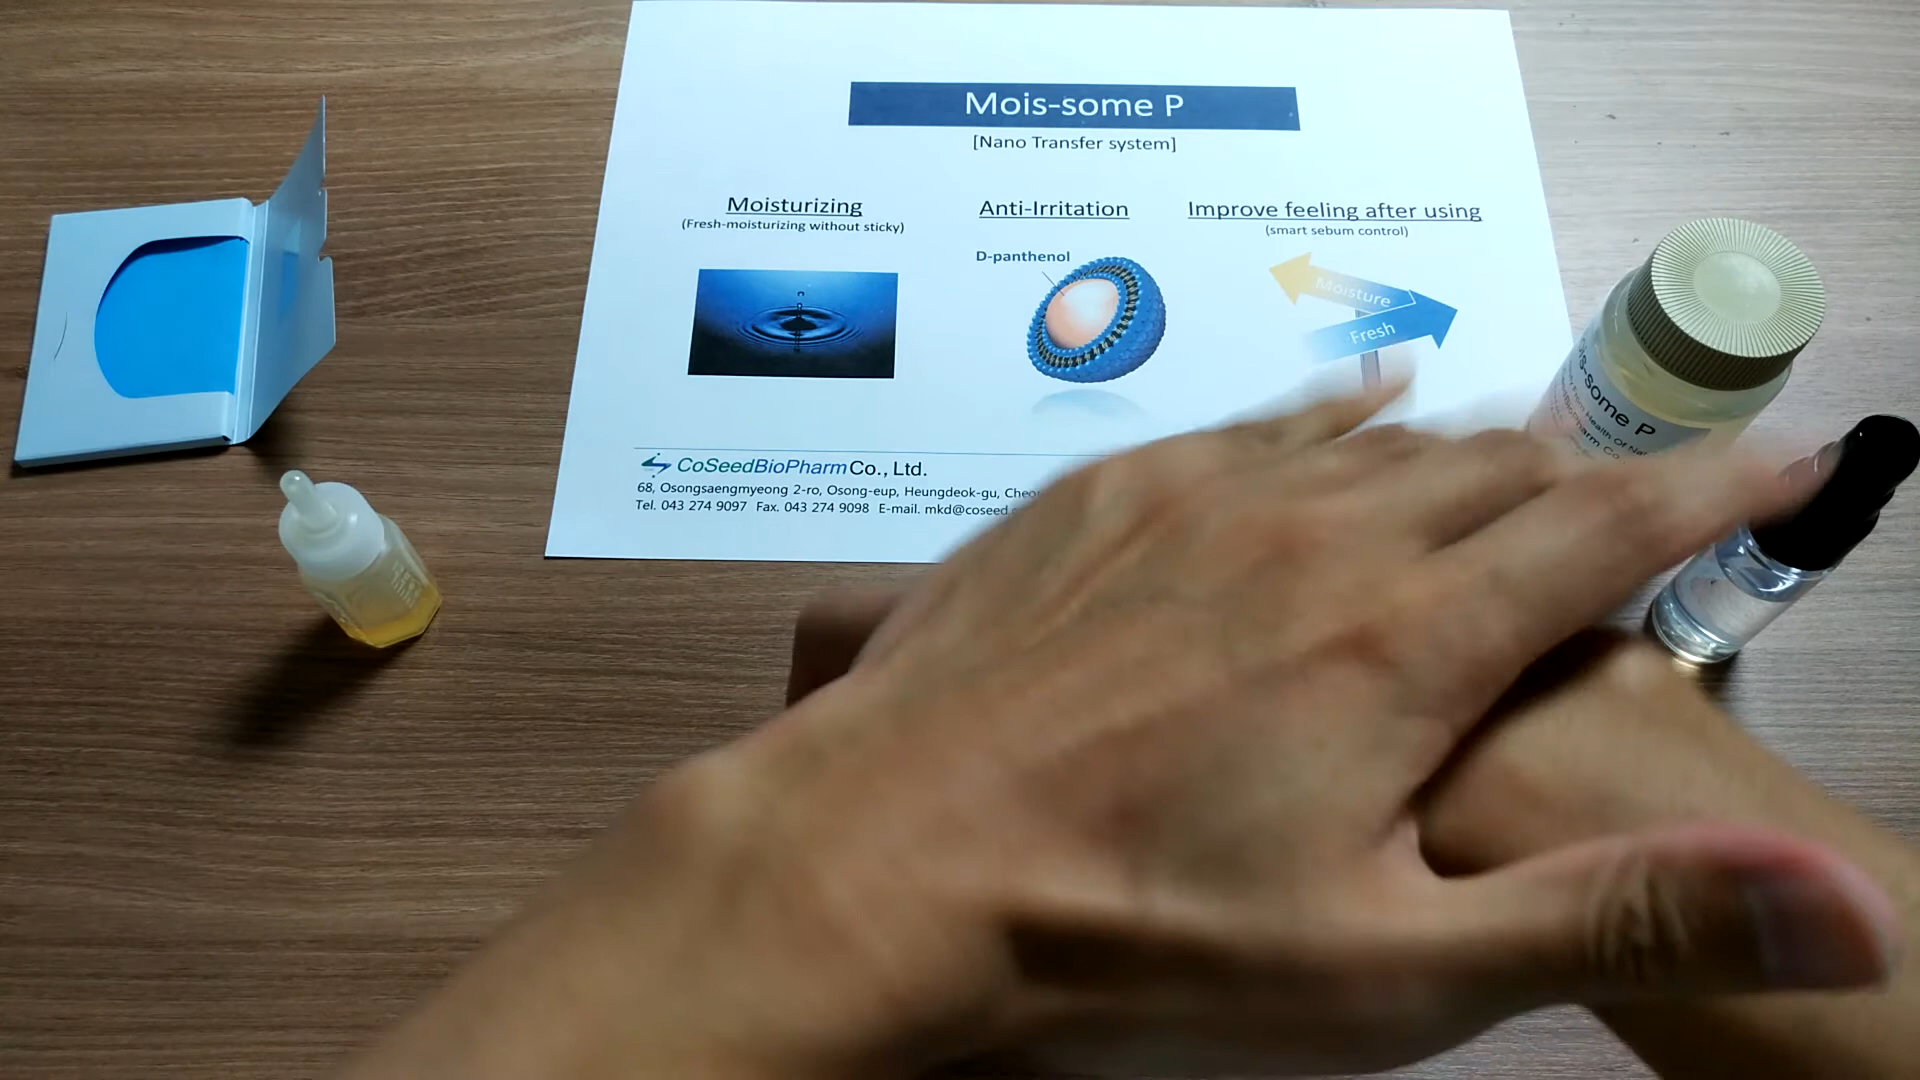 Mois-some P
[Nano Transfer system]
Moisturizing
(Fresh-moisturizing without sticky)
Anti-Irritation
D-panthenol
Improve feeling after using
(smart sebum control)
Moisture
Fresh
CoSeedBioPharm Co., Ltd.
68, Osongsaengmyeong 2-ro, Osong-eup, Heungdeok-gu,
Tel. 043 274 9097 Fax. 043 274 9098 E-mail. mkd@coseed
some P
Health Of